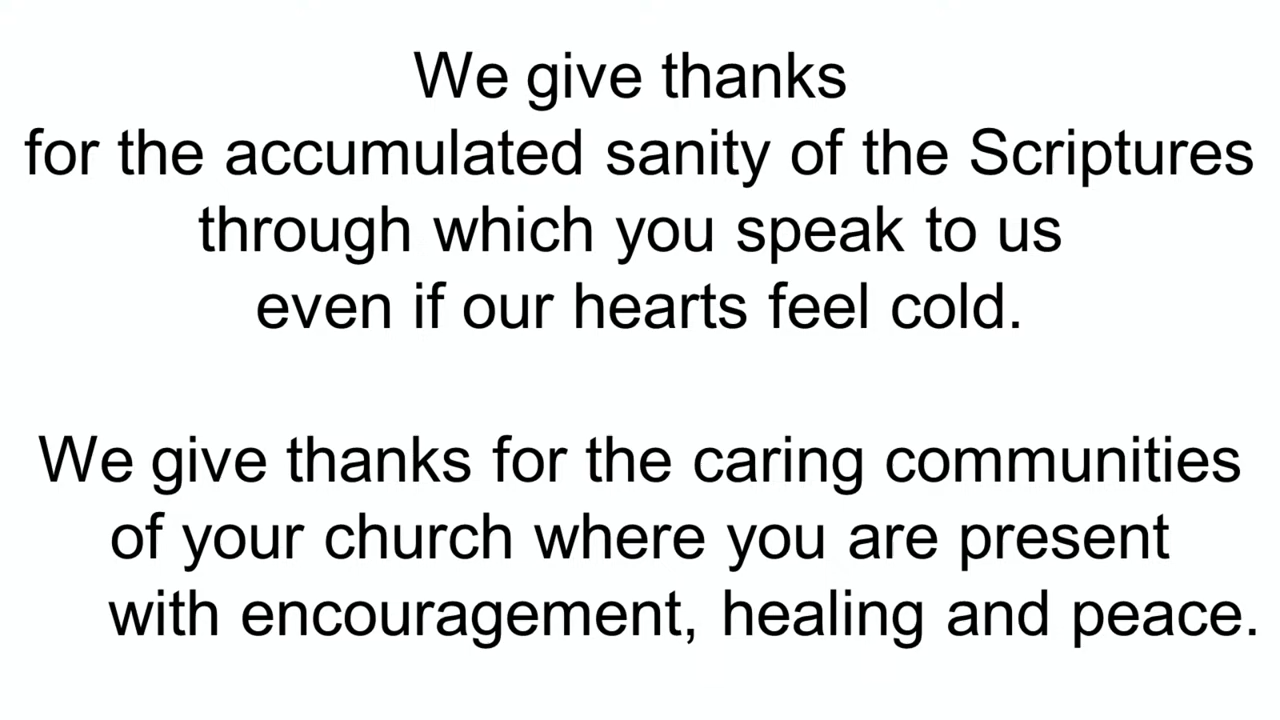 We give thanks
for the accumulated sanity of the Scriptures
through which you speak to us
even if our hearts feel cold.
We give thanks for the caring communities
of your church where you are present
with encouragement, healing and peace.